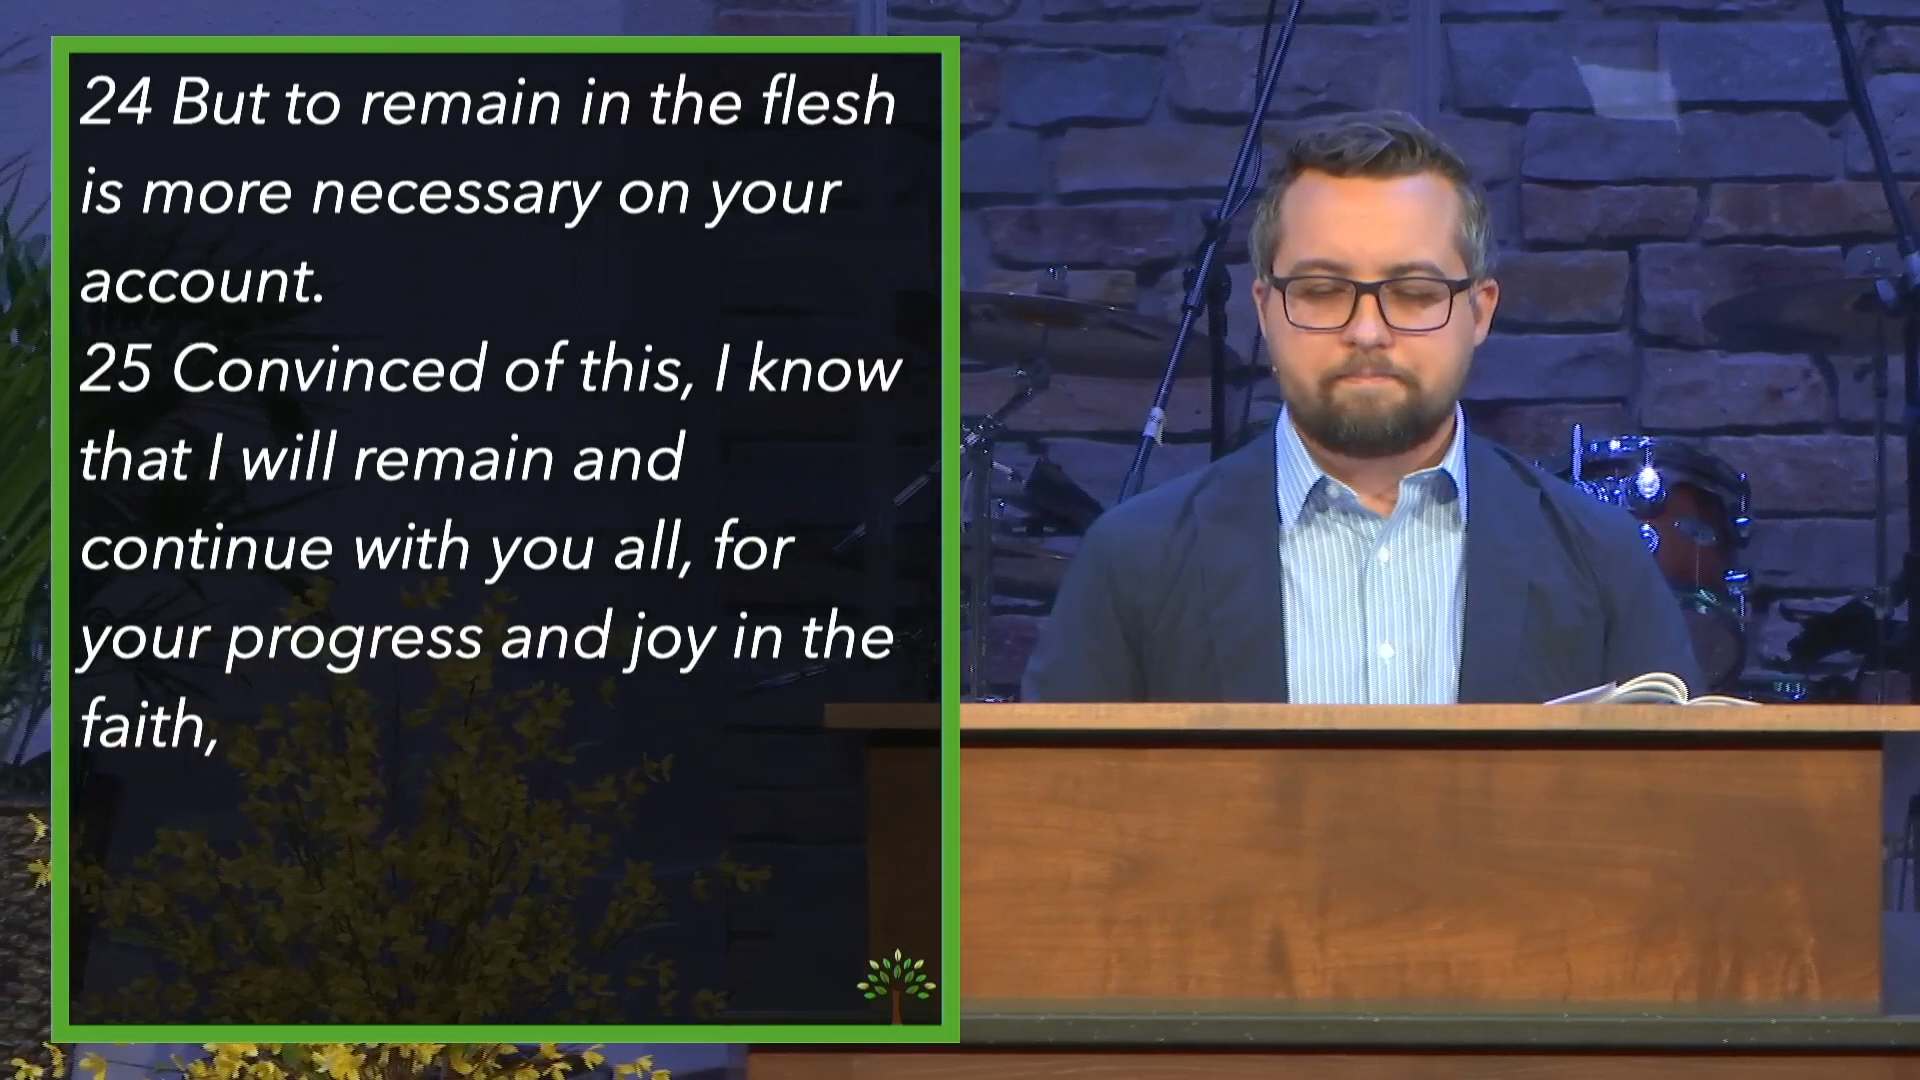 24 But to remain in the flesh
is more necessary on your
account.
25 Convinced of this, I know
that I will remain and
continue with you all, for
your progress and joy in the
faith,